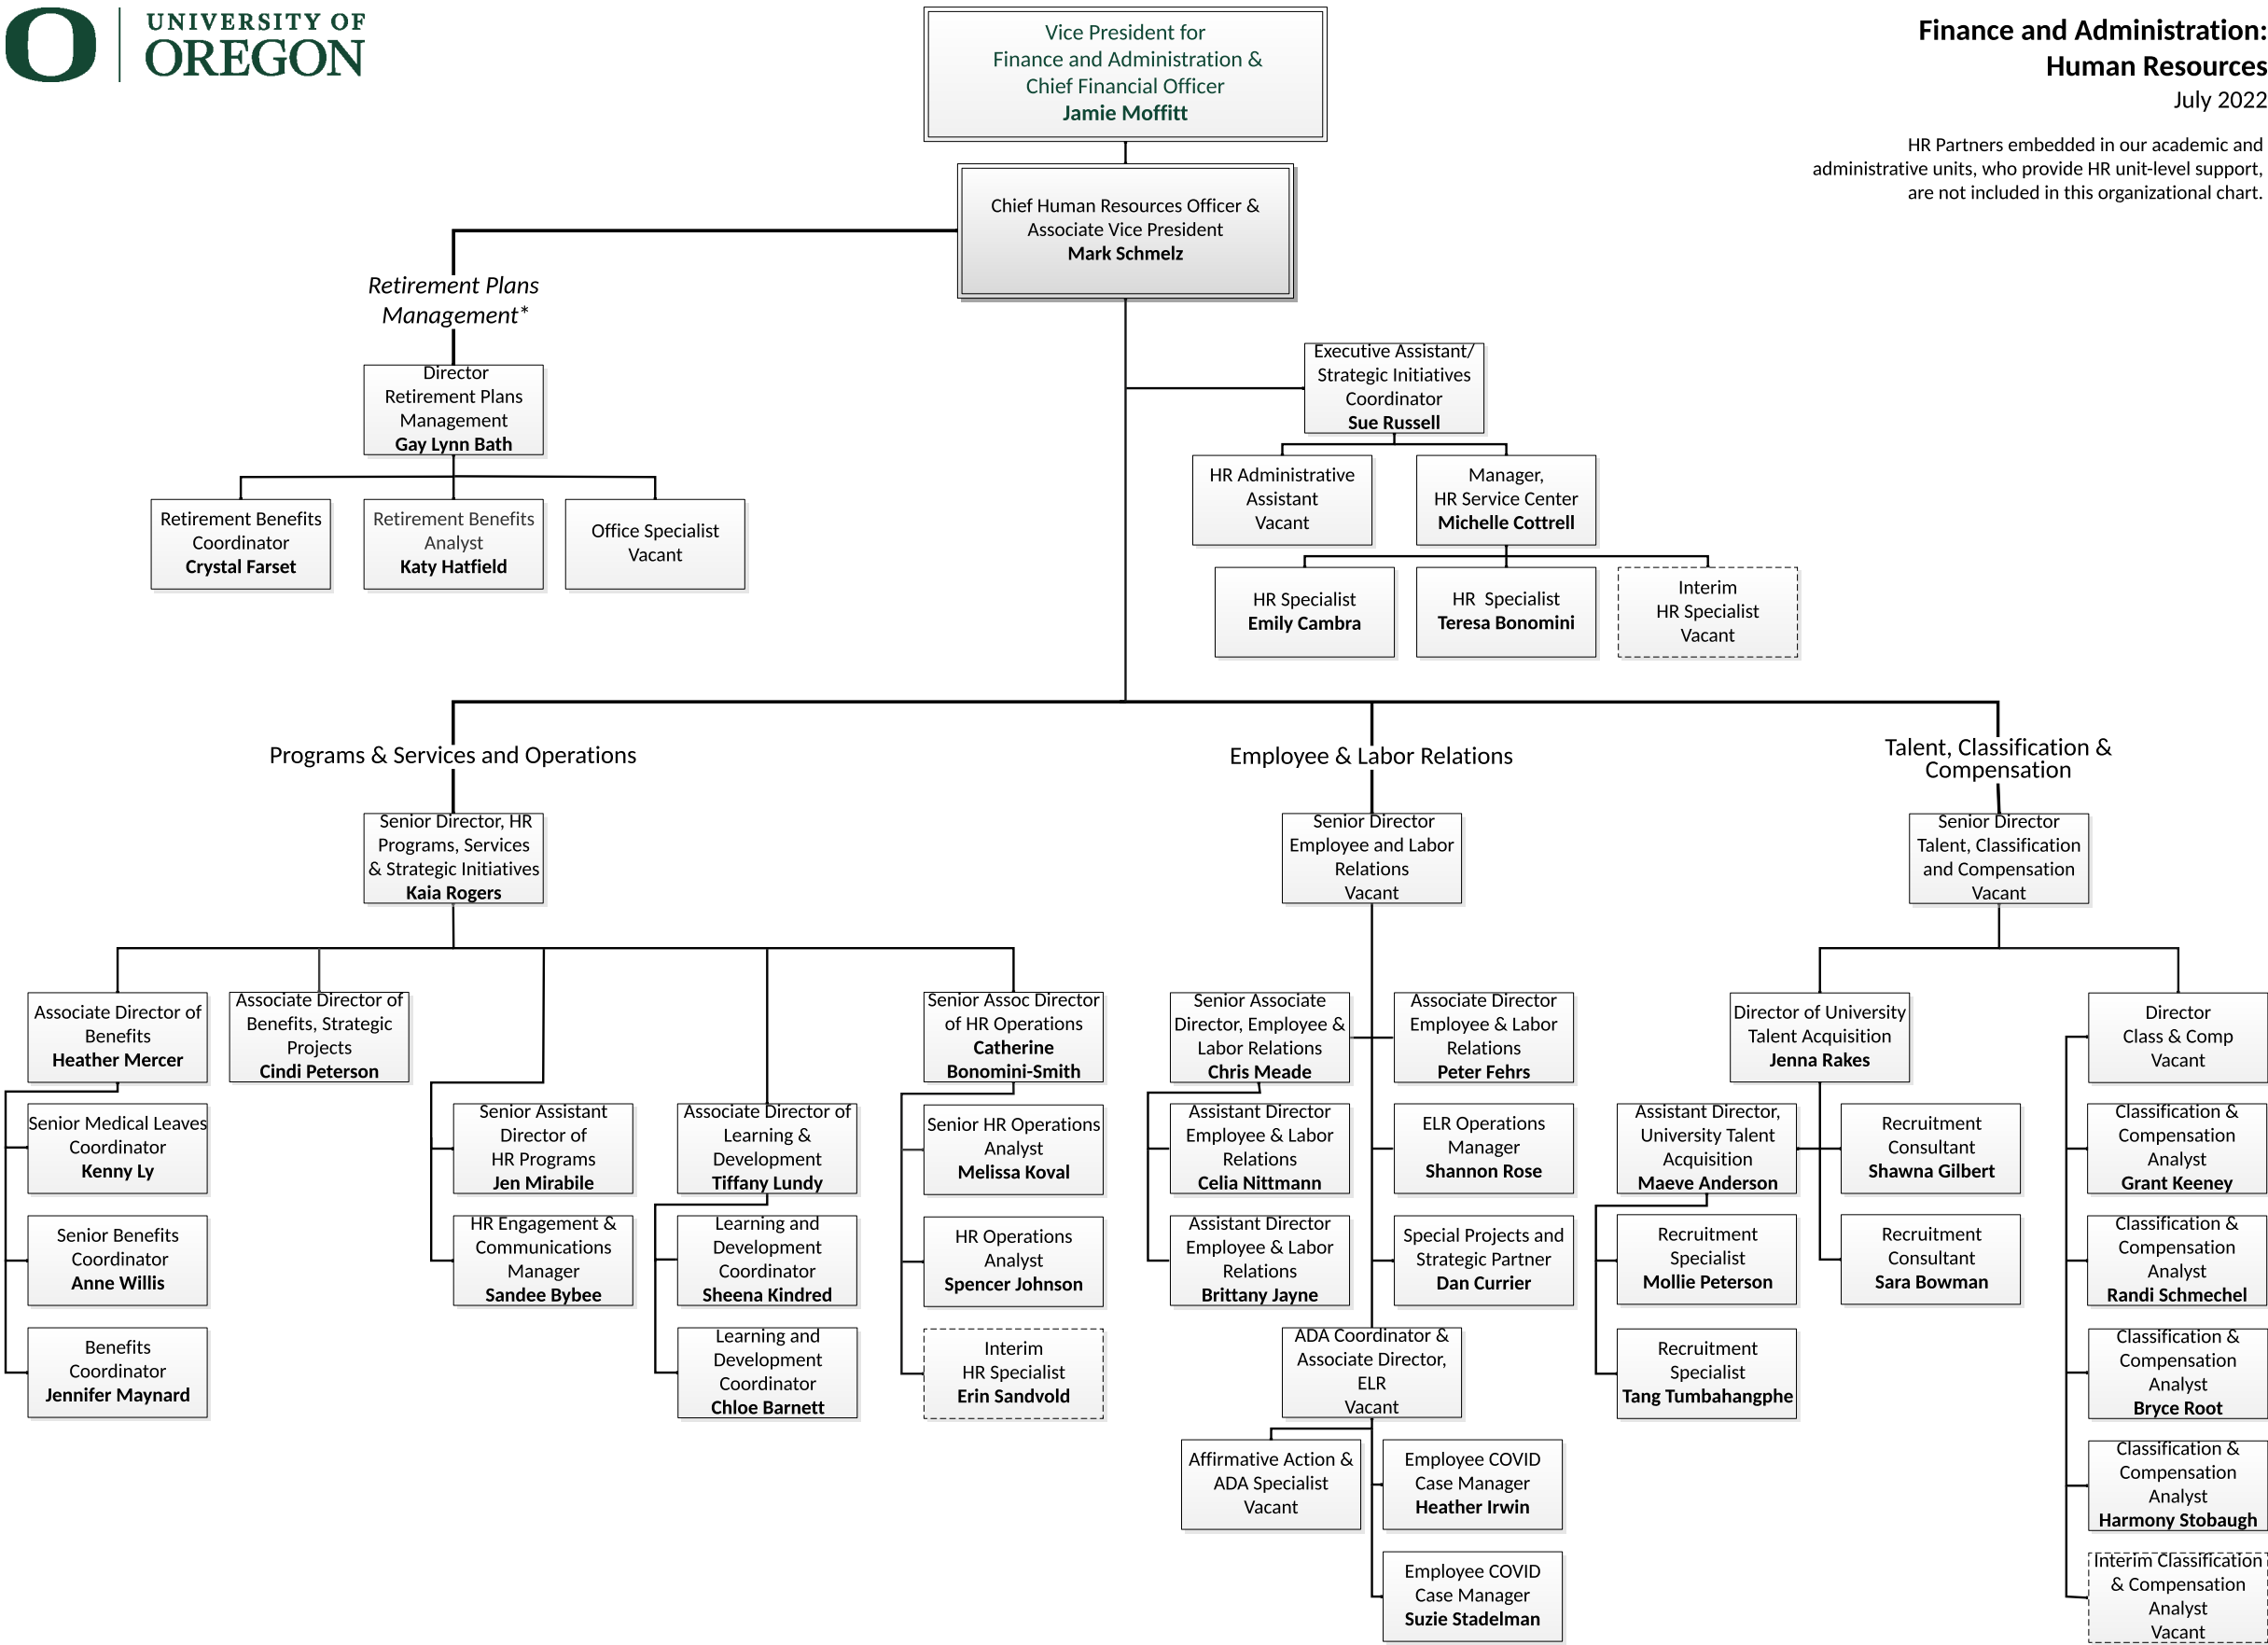 UNIVERSITY OF
OREGON
Vice President for
Finance and Administration &
Chief Financial Officer
Jamie Moffitt
Finance and Administration:
Human Resources
July 2022
HR Partners embedded in our academic and
administrative units, who provide HR unit-level support,
are not included in this organizational chart.
Chief Human Resources Officer &
Associate Vice President
Mark Schmelz
Retirement Plans
Management*
Director
Retirement Plans
Management
Gay Lynn Bath
Retirement Benefits
Coordinator
Crystal Farset
Retirement Benefits
Analyst
Katy Hatfield
Office Specialist
Vacant
Executive Assistant/
Strategic Initiatives
Coordinator
Sue Russell
HR Administrative
Assistant
Vacant
Manager,
HR Service Center
Michelle Cottrell
HR Specialist
Emily Cambra
HR Specialist
Teresa Bonomini
Interim
HR Specialist
Vacant
Programs & Services and Operations
Senior Director, HR
Programs, Services
& Strategic Initiatives
Kaia Rogers
Associate Director of
Benefits
Heather Mercer
Senior Medical Leaves
Coordinator
Kenny Ly
Senior Benefits
Coordinator
Anne Willis
Benefits
Coordinator
Jennifer Maynard
Associate Director of
Benefits, Strategic
Projects
Cindi Peterson
Senior Assistant
Director of
HR Programs
Jen Mirabile
HR Engagement &
Communications
Manager
Sandee Bybee
Associate Director of
Learning &
Development
Tiffany Lundy
Learning and
Development
Coordinator
Sheena Kindred
Learning and
Development
Coordinator
Chloe Barnett
Senior Assoc Director
of HR Operations
Catherine
Bonomini-Smith
Senior HR Operations
Analyst
Melissa Koval
HR Operations
Analyst
Spencer Johnson
Interim
HR Specialist
Erin Sandvold
Employee & Labor Relations
Senior Director
Employee and Labor
Relations
Vacant
Senior Associate
Director, Employee &
Labor Relations
Chris Meade
Assistant Director
Employee & Labor
Relations
Celia Nittmann
Assistant Director
Employee & Labor
Relations
Brittany Jayne
Associate Director
Employee & Labor
Relations
Peter Fehrs
ELR Operations
Manager
Shannon Rose
Special Projects and
Strategic Partner
Dan Currier
ADA Coordinator &
Associate Director,
ELR
Vacant
Affirmative Action &
ADA Specialist
Vacant
Employee COVID
Case Manager
Heather Irwin
Employee COVID
Case Manager
Suzie Stadelman
Talent, Classification &
Compensation
Senior Director
Talent, Classification
and Compensation
Vacant
Director of University
Talent Acquisition
Jenna Rakes
Assistant Director,
University Talent
Acquisition
Maeve Anderson
Recruitment
Specialist
Mollie Peterson
Recruitment
Specialist
Tang Tumbahangphe
Recruitment
Consultant
Shawna Gilbert
Recruitment
Consultant
Sara Bowman
Director
Class & Comp
Vacant
Classification &
Compensation
Analyst
Grant Keeney
Classification &
Compensation
Analyst
Randi Schmechel
Classification &
Compensation
Analyst
Bryce Root
Classification &
Compensation
Analyst
Harmony Stobaugh
Interim Classification
& Compensation
Analyst
Vacant